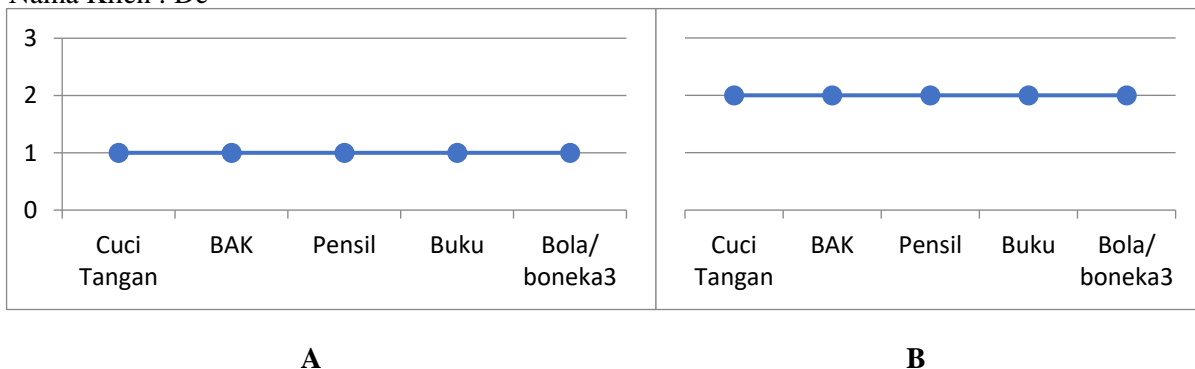 Nama Klien : De
3
2
1
0
Cuci Tangan
BAK
Pensil
Buku
Bola/ boneka3
Cuci Tangan
BAK
Pensil
Buku
Bola/ boneka3
A
B